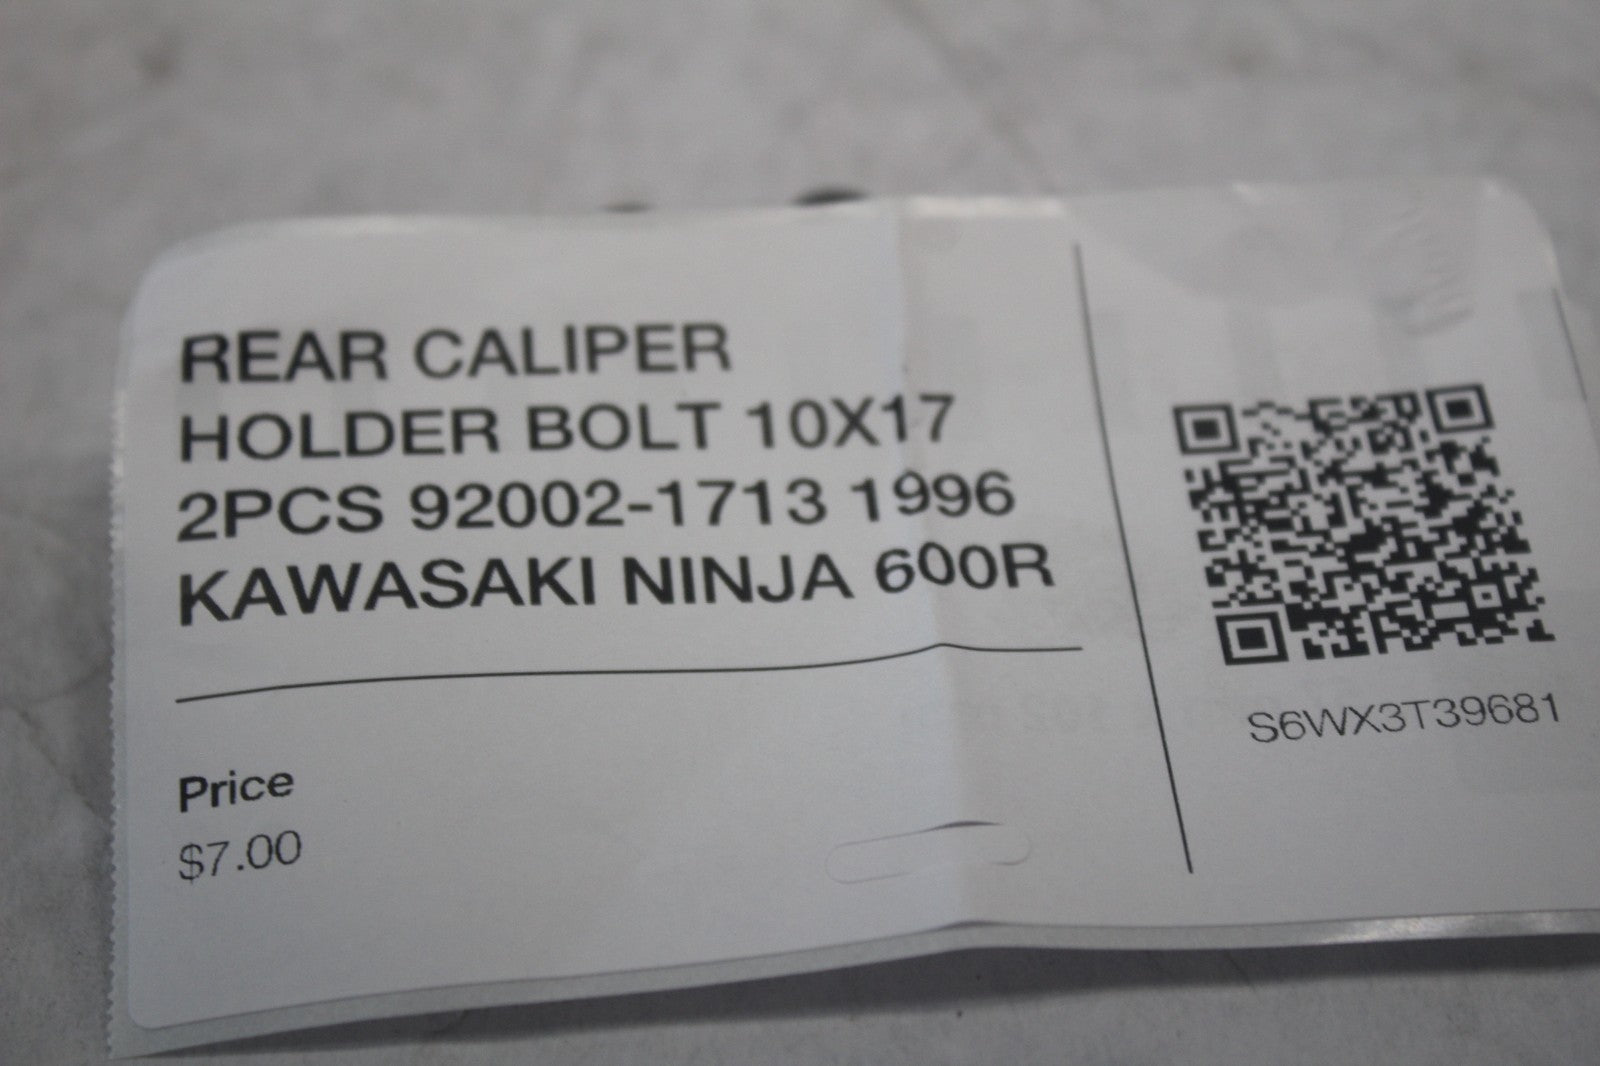 REAR CALIPER
HOLDER BOLT 10X17
2PCS 92002-1713 1996
KAWASAKI NINJA 600R
Price
$7.00
S6WX3T39681